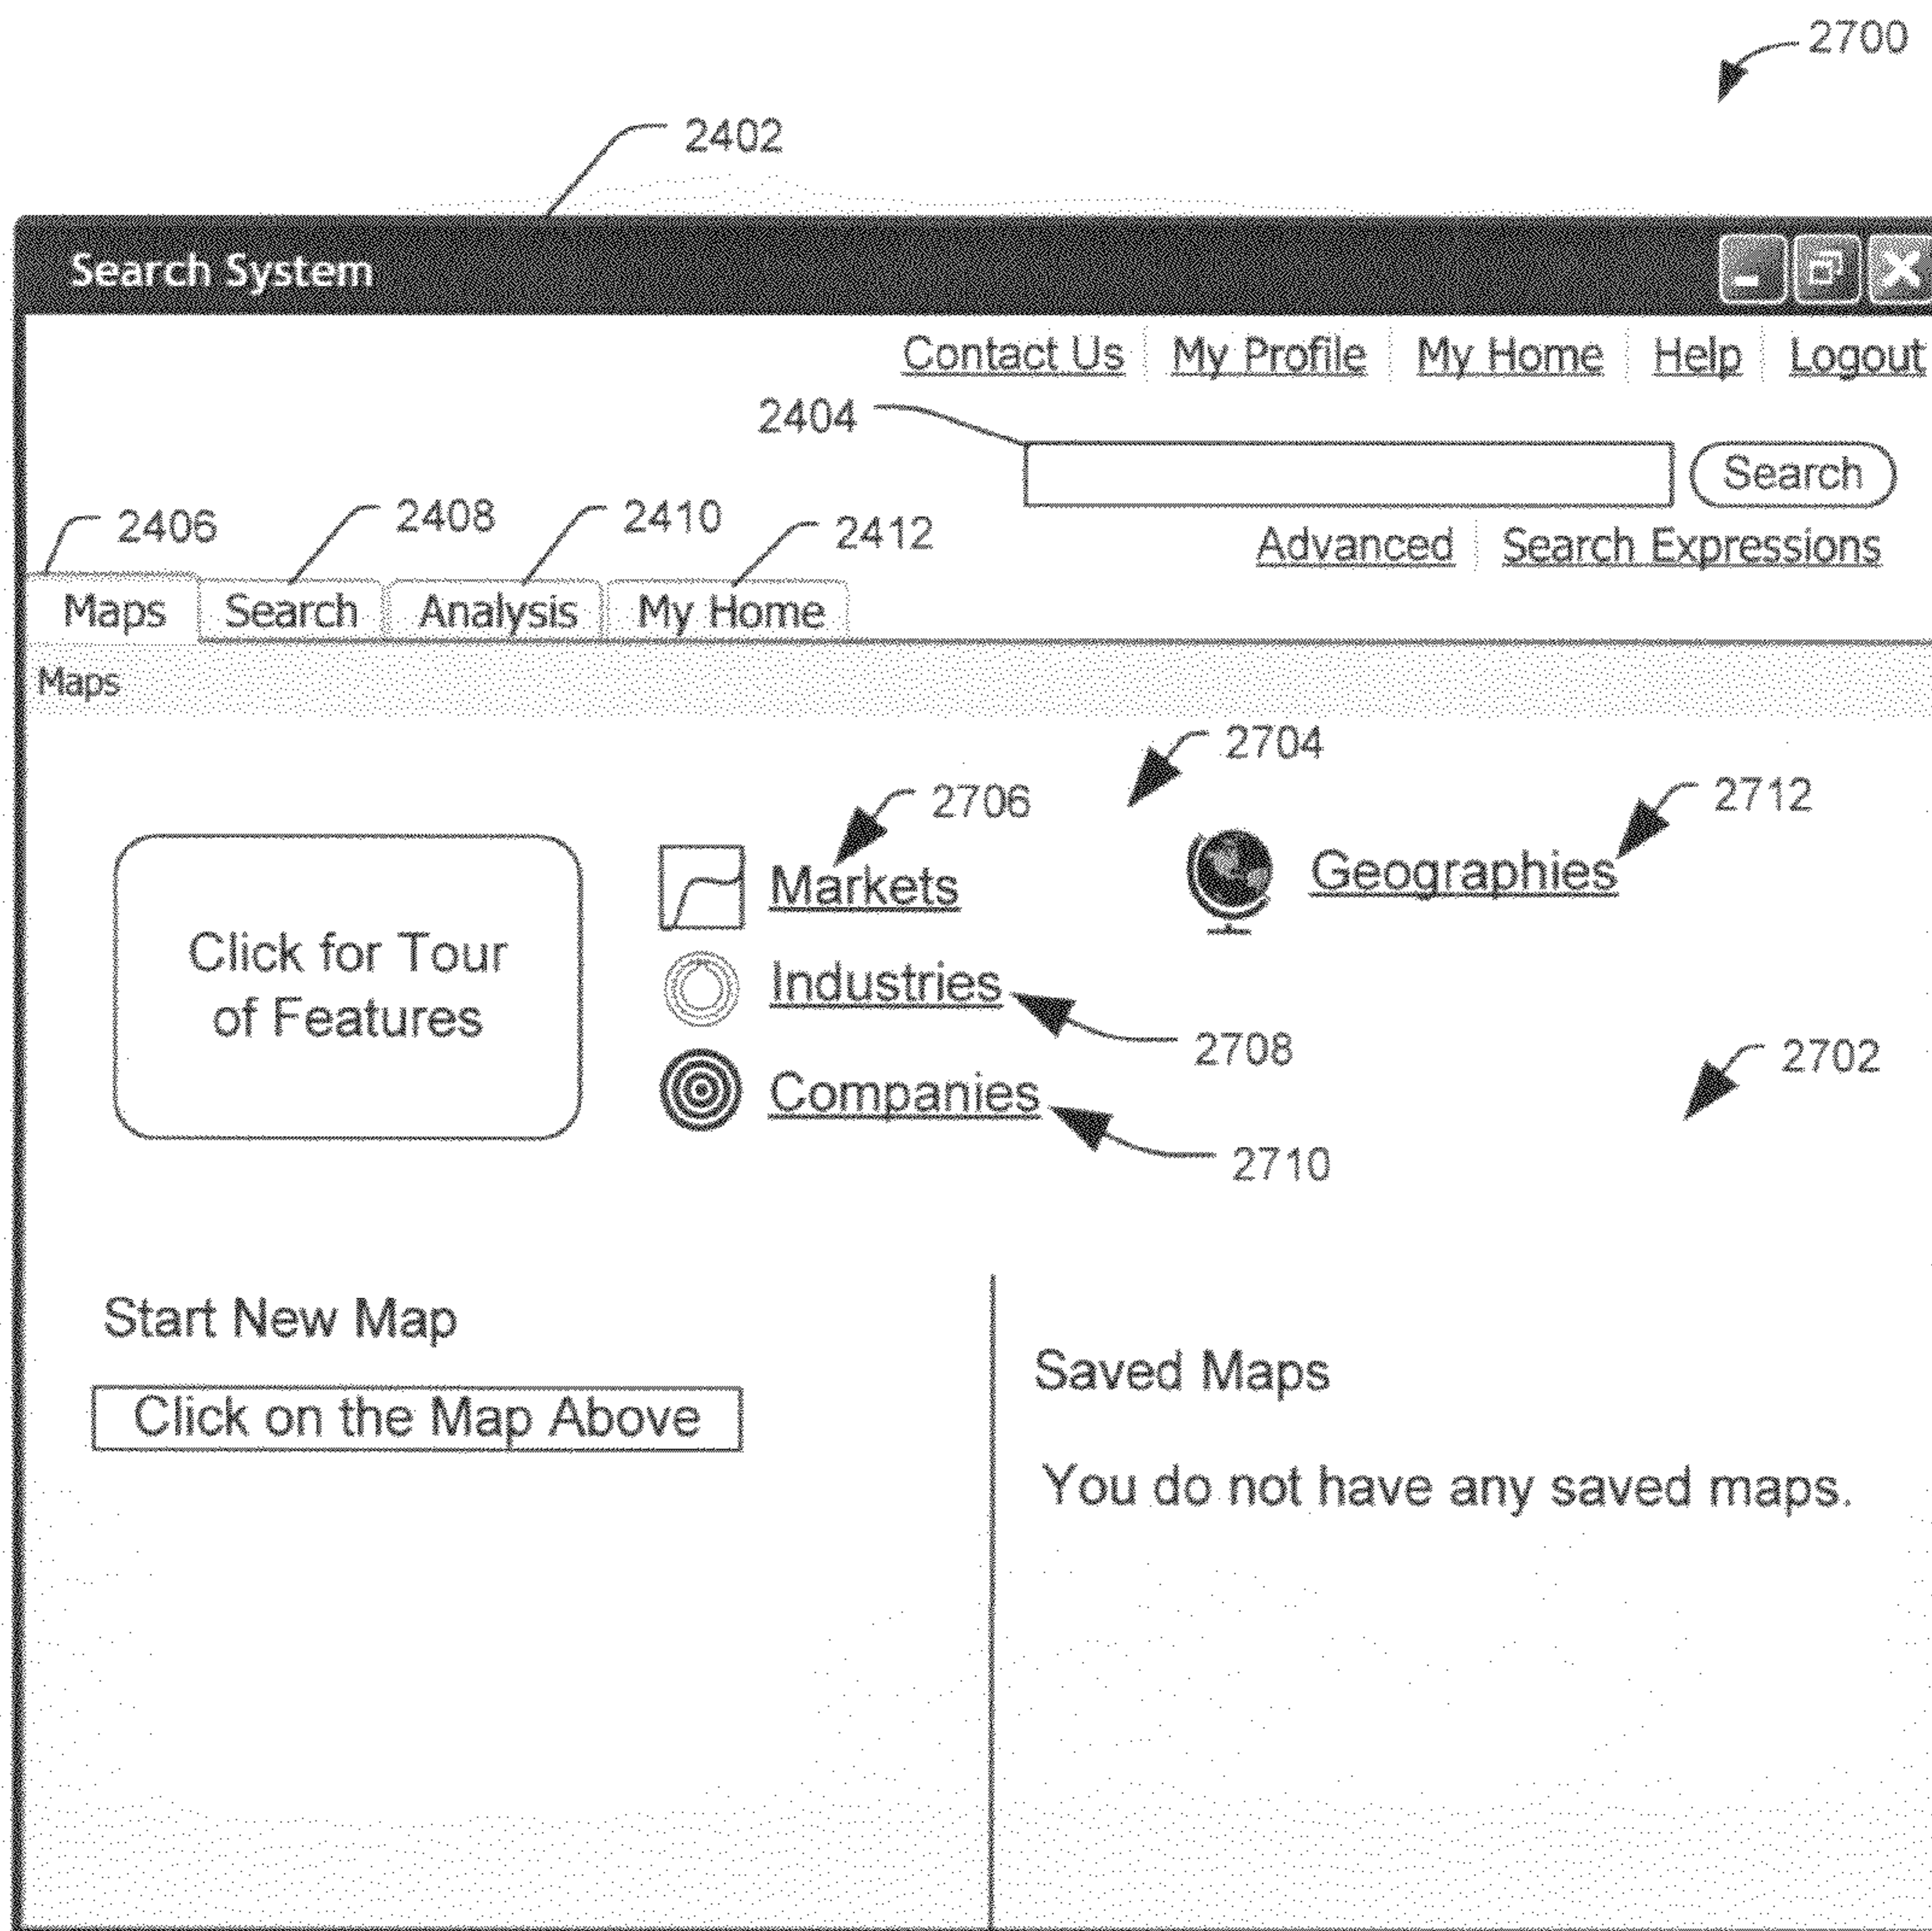 2700
2402
Search System
Contact Us My Profile My Home Help Logout
2404
Search
2406 2408 2410 2412
Advanced Search Expressions
Maps Search Analysis My Home
Maps
2704
2706 2712
Markets Geographies
Click for Tour
of Features
Industries
2708 2702
Companies
2710
Start New Map
Click on the Map Above
Saved Maps
You do not have any saved maps.